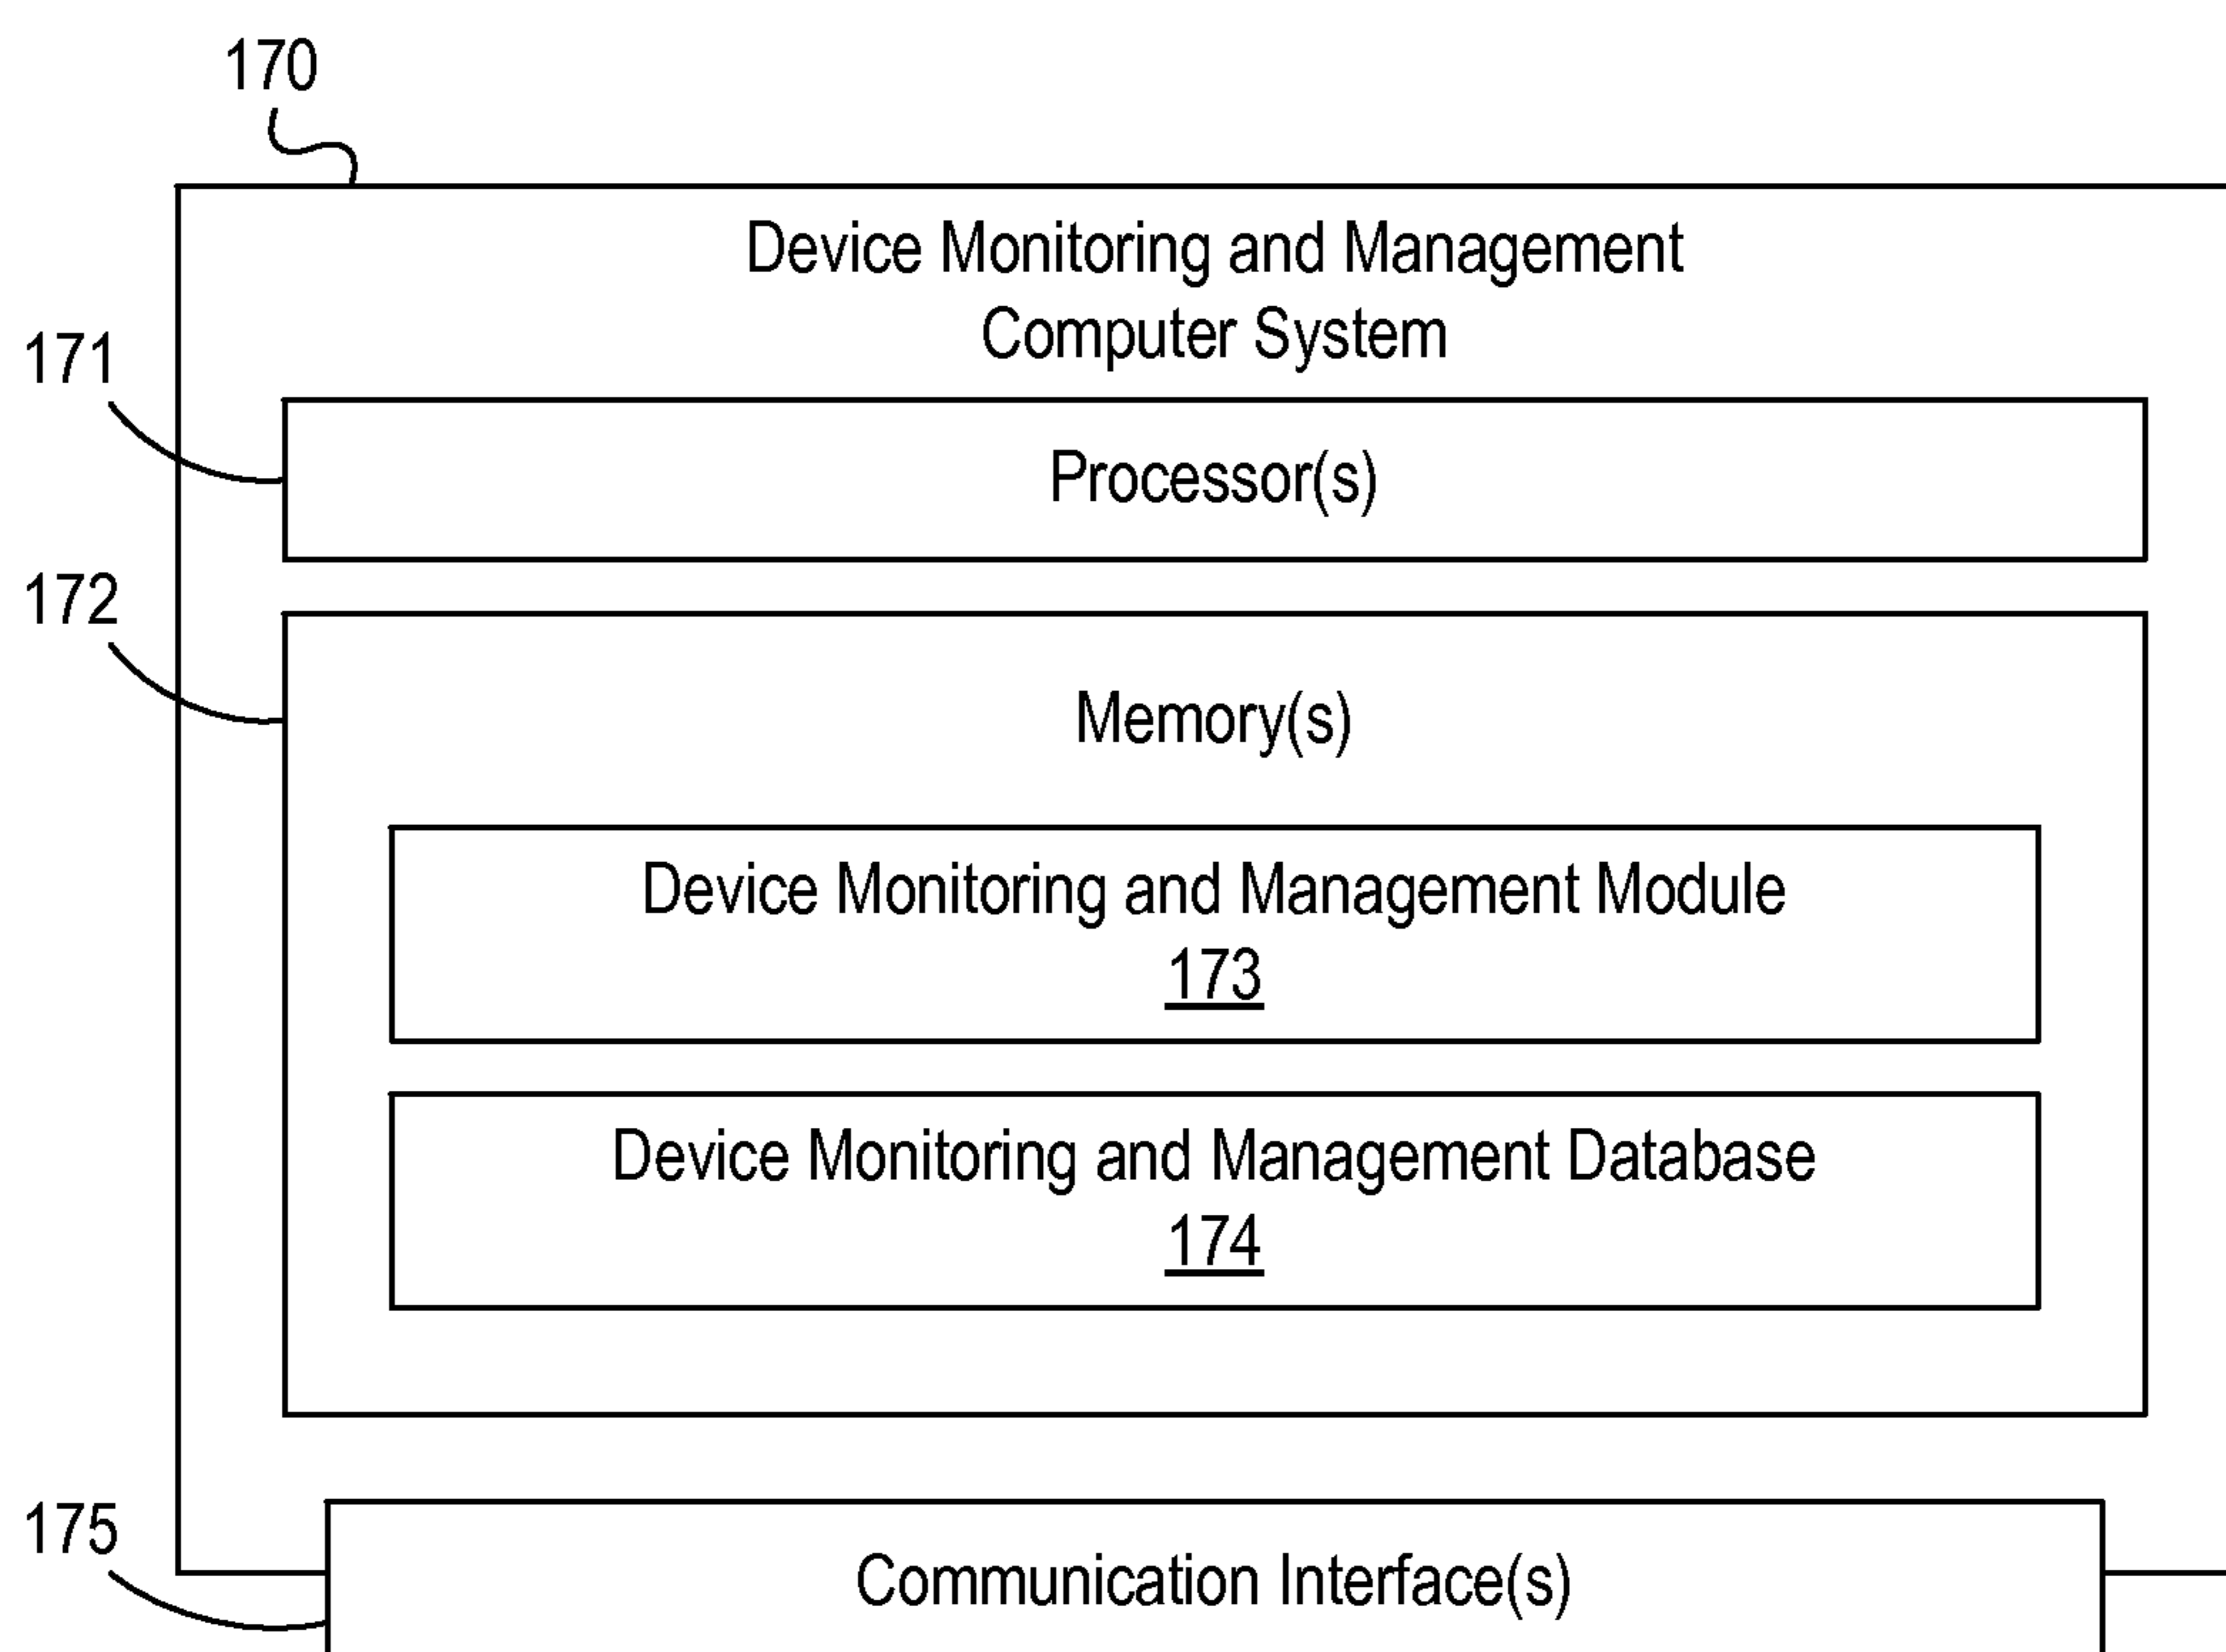 170
Device Monitoring and Management
Computer System
171
Processor(s)
172
Memory(s)
Device Monitoring and Management Module
173
Device Monitoring and Management Database
174
175
Communication Interface(s)